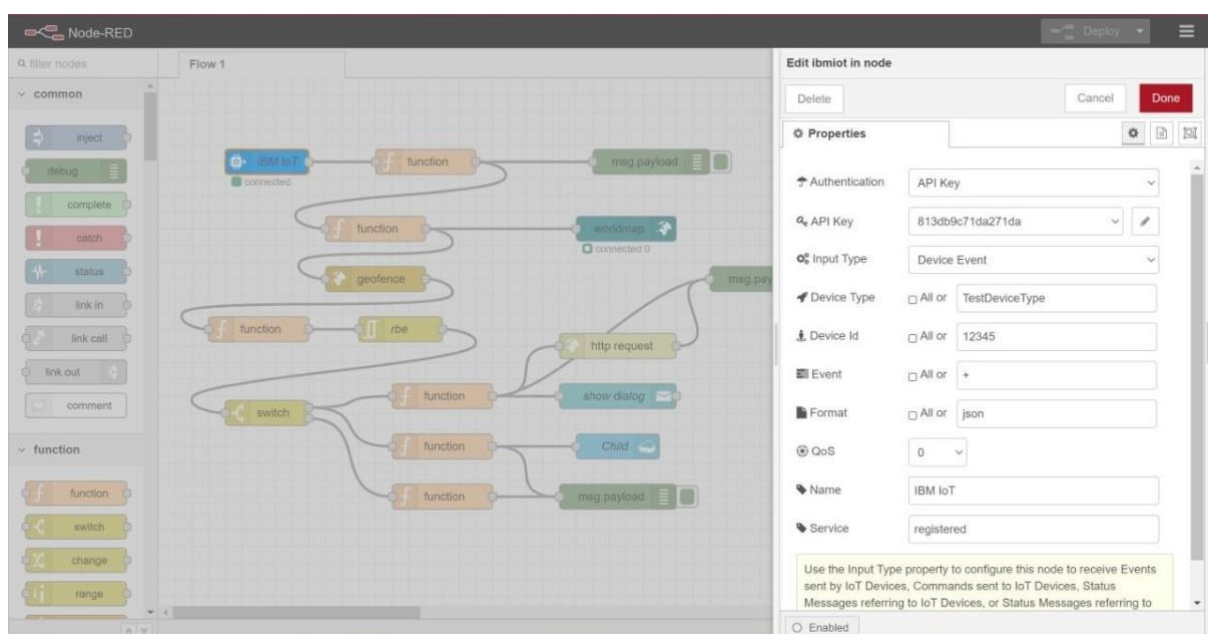 Node-RED
Deploy
filter nodes
Flow 1
common
inject
debug
complete
catch
status
link in
link call
link out
comment
function
function
switch
change
range
IBM IoT
connected
function
msg.payload
function
worldmap
connected 0
geofence
msg.pay
function
rbe
http request
switch
function
show dialog
function
Child
function
msg.payload
Edit ibmiot in node
Delete
Cancel
Done
Properties
Authentication
API Key
API Key
813db9c71da271da
Input Type
Device Event
Device Type
All or
TestDeviceType
Device Id
All or
12345
Event
All or
+
Format
All or
json
QoS
0
Name
IBM IoT
Service
registered
Use the Input Type property to configure this node to receive Events
sent by IoT Devices, Commands sent to IoT Devices, Status
Messages referring to IoT Devices, or Status Messages referring to
Enabled